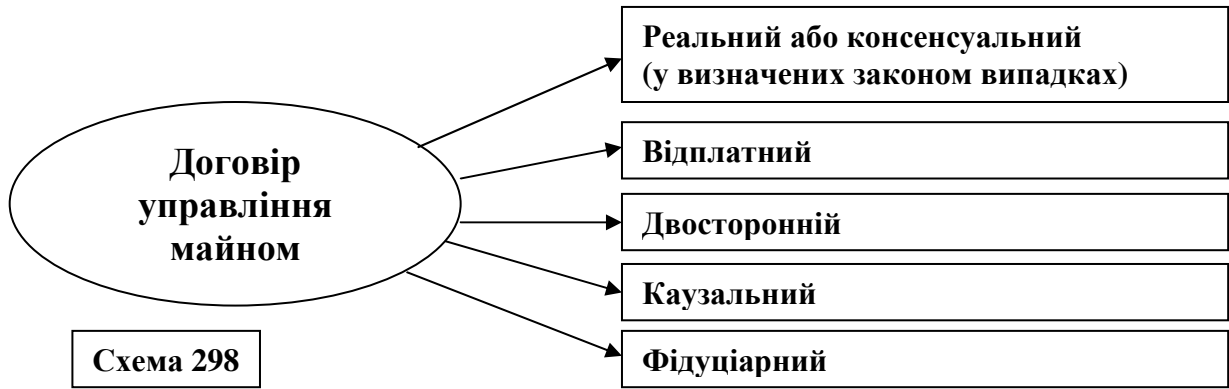 Реальний або консенсуальний
(у визначених законом випадках)
Договір
управління
майном
Відплатний
Двосторонній
Каузальний
Фідуціарний
Схема 298